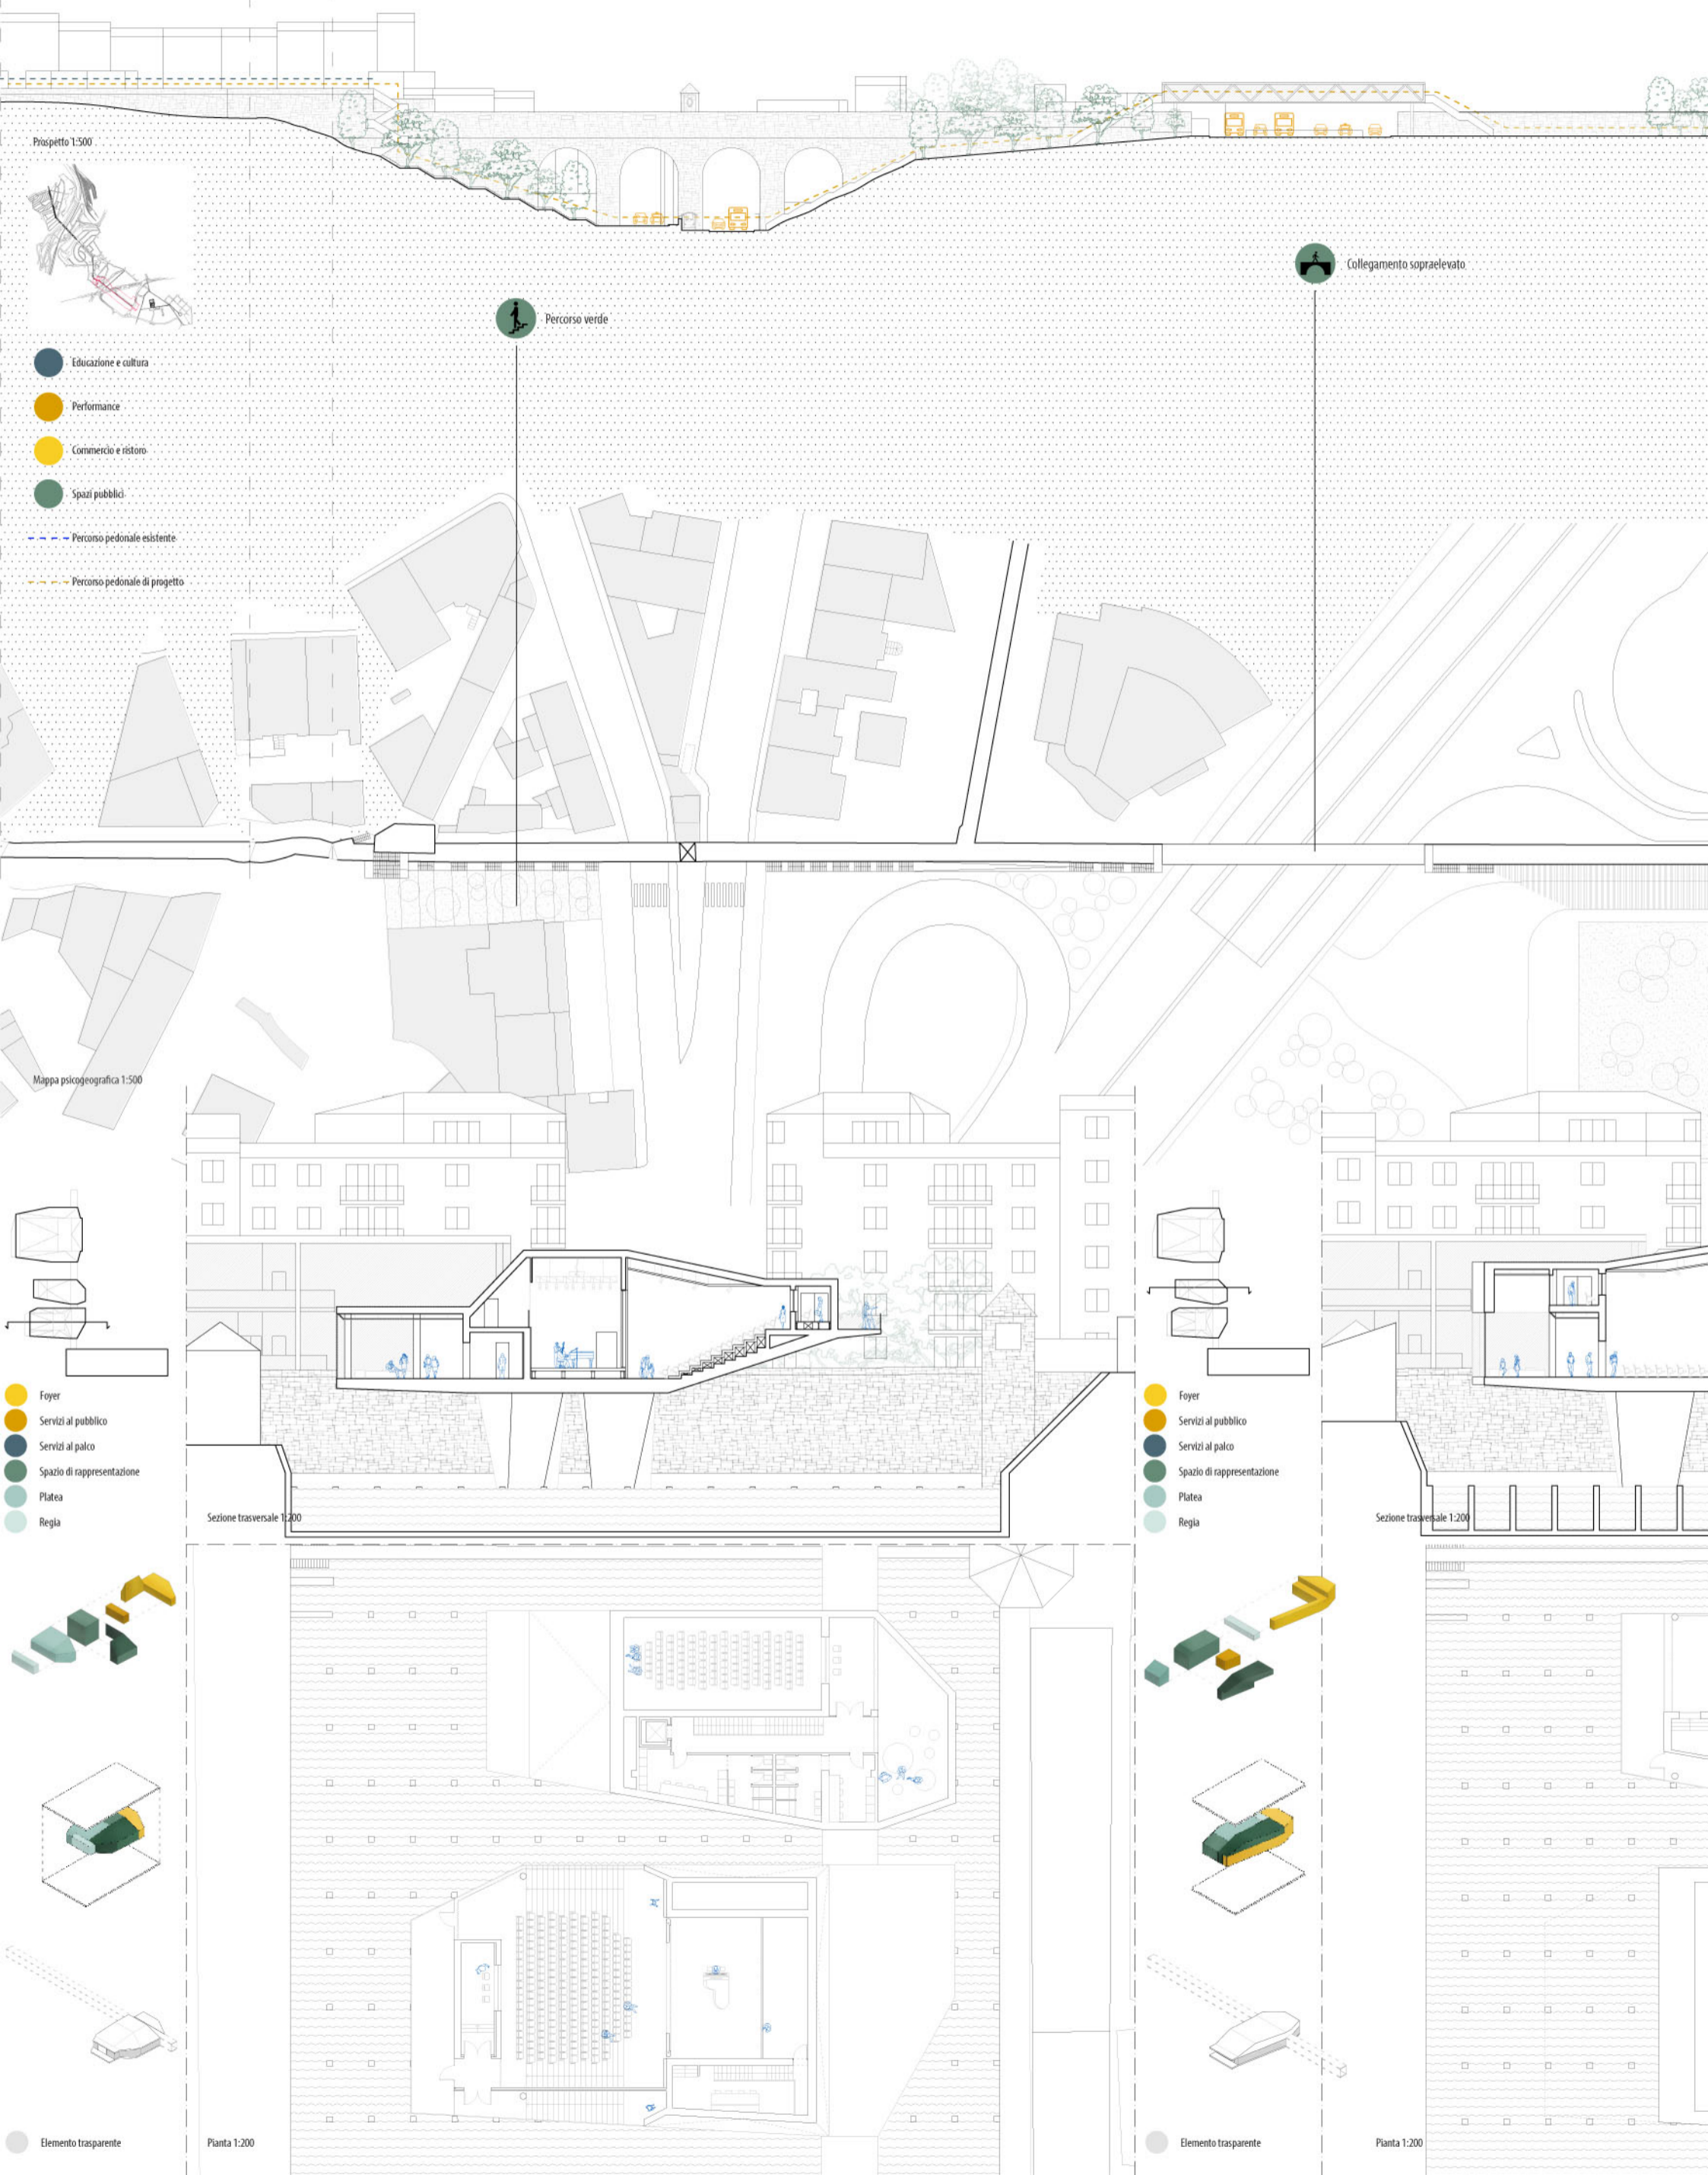 Prospetto 1:500
Collegamento sopraelevato
Percorso verde
Educazione e cultura
Performance
Commercio e ristoro
Spazi pubblici
Percorso pedonale esistente
Percorso pedonale di progetto
Mappa psicogeografica 1:500
Foyer
Servizi al pubblico
Servizi al palco
Spazio di rappresentazione
Platea
Regia
Sezione trasversale 1:200
Elemento trasparente
Pianta 1:200
Foyer
Servizi al pubblico
Servizi al palco
Spazio di rappresentazione
Platea
Regia
Sezione trasversale 1:200
Elemento trasparente
Pianta 1:200